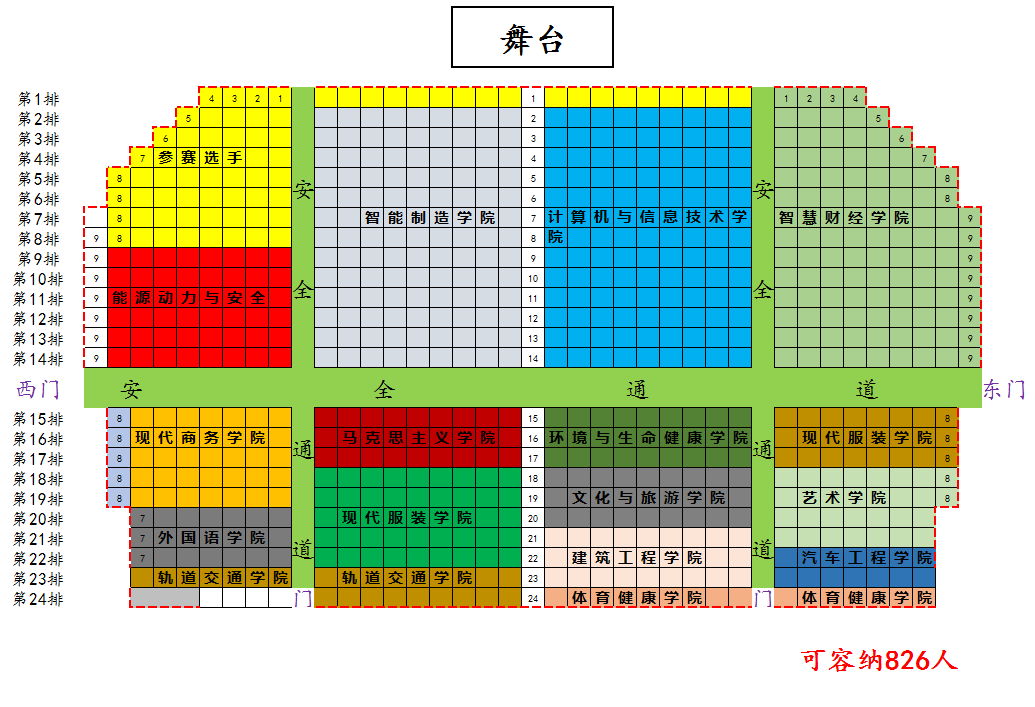 舞台
第1排 4 3 2 1 1 1 2 3 4
第2排 5 2 5
第3排 6 3 6
第4排 7 参赛选手 4 7
第5排 8 5 8
第6排 8 6 8
第7排 8 智能制造学院 7 计算机与信息技术学 智慧财经学院 9
第8排 9 8 8 院 9
第9排 9 9 9
第10排 9 10 9
第11排 9 能源动力与安全 11 9
第12排 9 12 9
第13排 9 13 9
第14排 9 14 9
安全
安全
西门 安 全 通 道 东门
第15排 8 15 8
第16排 8 现代商务学院 马克思主义学院 16 环境与生命健康学院 现代服装学院 8
第17排 8 17 8
第18排 8 18 8
第19排 8 19 文化与旅游学院 艺术学院 8
第20排 7 现代服装学院 20
第21排 7 外国语学院 21
第22排 7 22 建筑工程学院 汽车工程学院
第23排 轨道交通学院 轨道交通学院 23
第24排 门 24 体育健康学院 门 体育健康学院
通道
通道
可容纳826人